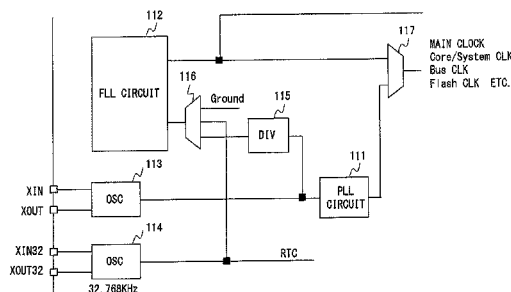 112
117
MAIN CLOCK
Core/System CLK
Bus CLK
Flash CLK ETC.
116
FLL CIRCUIT
Ground
115
DIV
113
111
XIN
OSC
PLL
CIRCUIT
XOUT
114
XIN32
OSC
RTC
XOUT32
32.768KHz